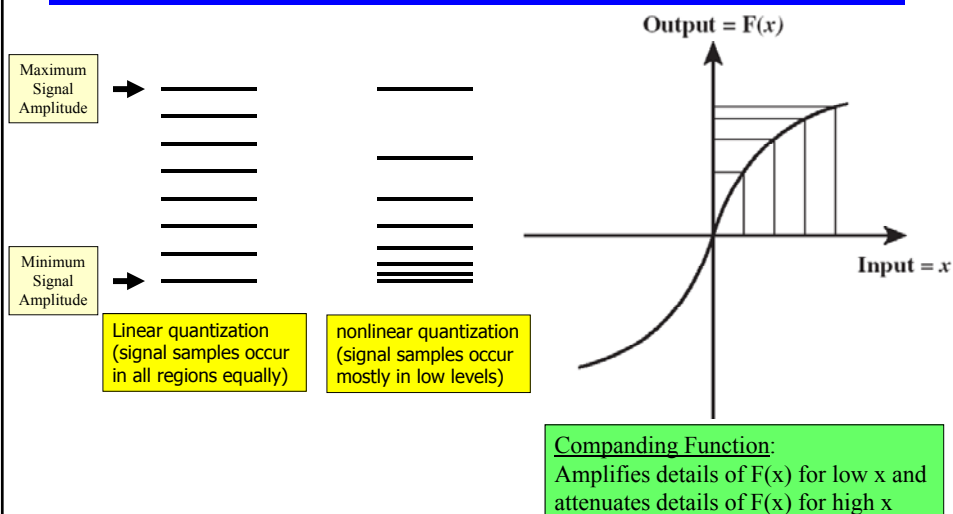 Output = F(x)
Maximum
Signal
Amplitude
Minimum
Signal
Amplitude
Input = x
Linear quantization
(signal samples occur
in all regions equally)
nonlinear quantization
(signal samples occur
mostly in low levels)
Companding Function:
Amplifies details of F(x) for low x and
attenuates details of F(x) for high x